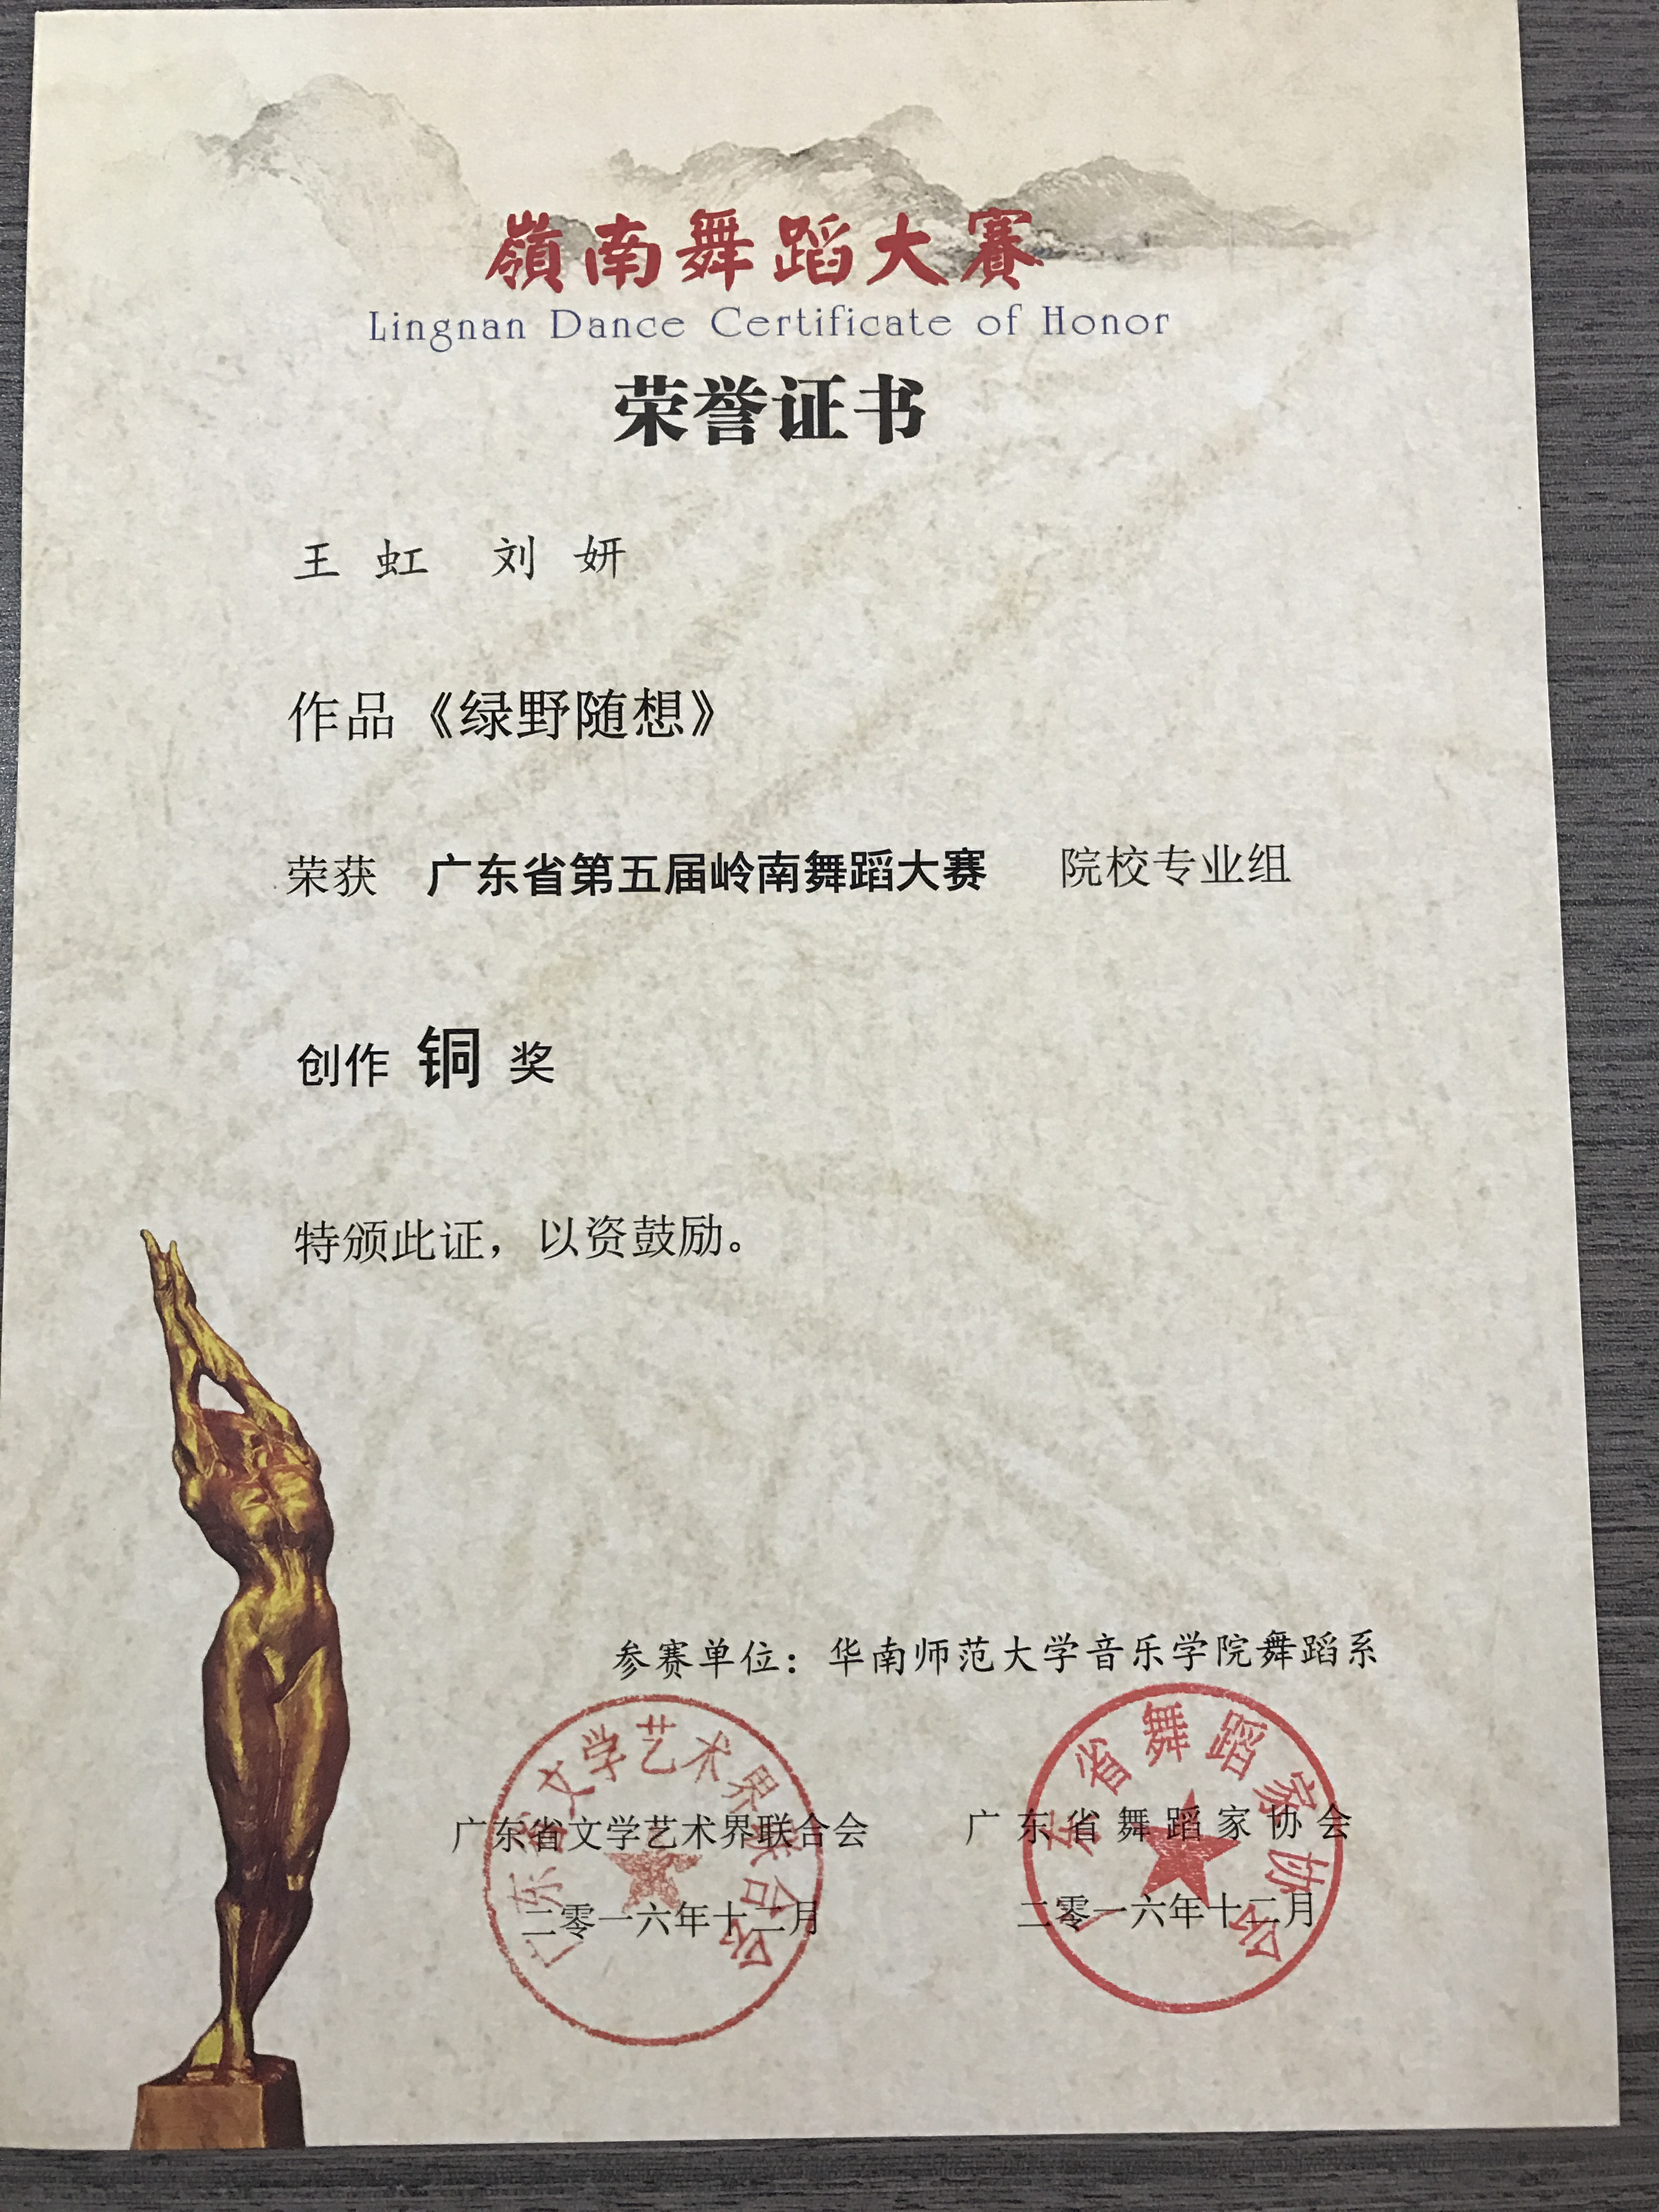 嶺南舞蹈大賽
Lingnan Dance Certificate of Honor
荣誉证书
王 虹 刘 妍
作品《绿野随想》
荣获 广东省第五届岭南舞蹈大赛 院校专业组
创作 铜 奖
特颁此证，以资鼓励。
参赛单位：华南师范大学音乐学院舞蹈系
广东省文学艺术界联合会 广东省舞蹈家协会
二零一六年十二月 二零一六年十二月
广东省文学艺术界联合会
广东省舞蹈家协会